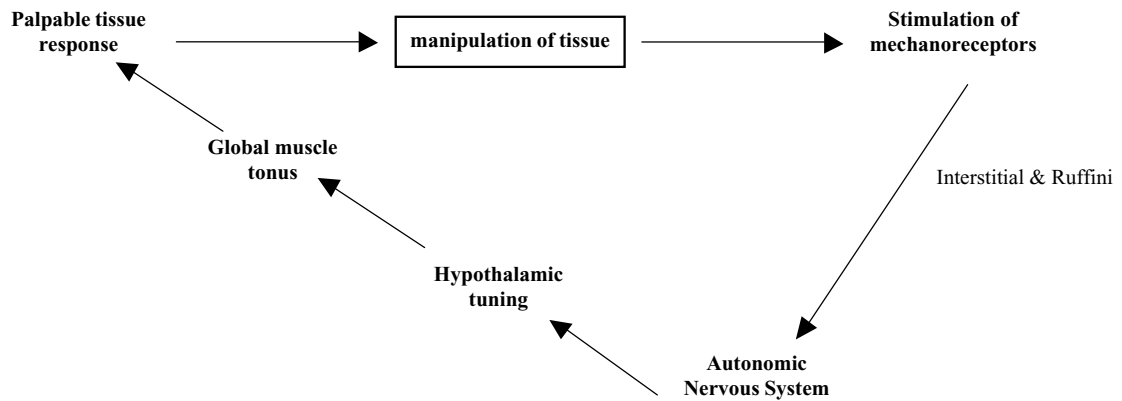 Palpable tissue
response
manipulation of tissue
Stimulation of
mechanoreceptors
Global muscle
tonus
Interstitial & Ruffini
Hypothalamic
tuning
Autonomic
Nervous System